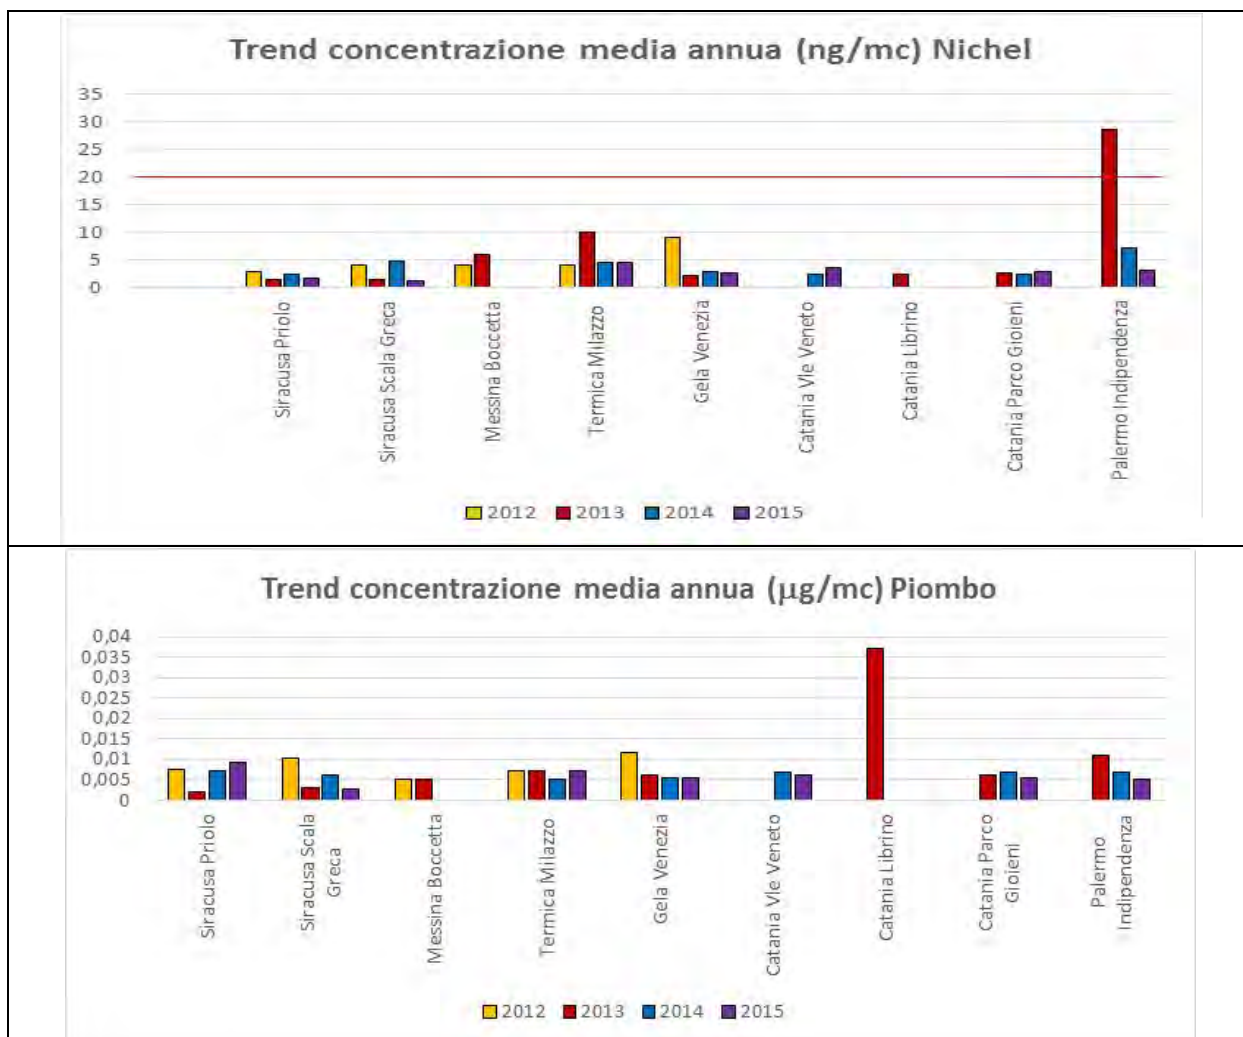 Trend concentrazione media annua (ng/mc) Nichel
35
30
25
20
15
10
5
0
Siracusa Priolo
Siracusa Scala Greca
Messina Boccetta
Termica Milazzo
Gela Venezia
Catania Vle Veneto
Catania Librino
Catania Parco Gioieni
Palermo Indipendenza
2012 2013 2014 2015
Trend concentrazione media annua (µg/mc) Piombo
0,04
0,035
0,03
0,025
0,02
0,015
0,01
0,005
0
Siracusa Priolo
Siracusa Scala
Greca
Messina Boccetta
Termica Milazzo
Gela Venezia
Catania Vle Veneto
Catania Librino
Catania Parco
Gioieni
Palermo
Indipendenza
2012 2013 2014 2015